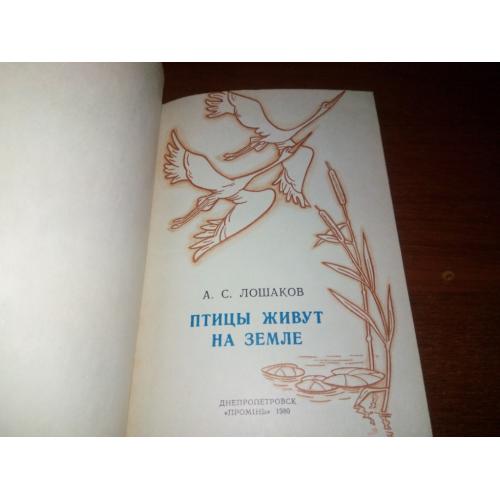 А. С. ЛОШАКОВ
ПТИЦЫ ЖИВУТ
НА ЗЕМЛЕ
ДНЕПРОПЕТРОВСК
«ПРОМІНЬ» 1980